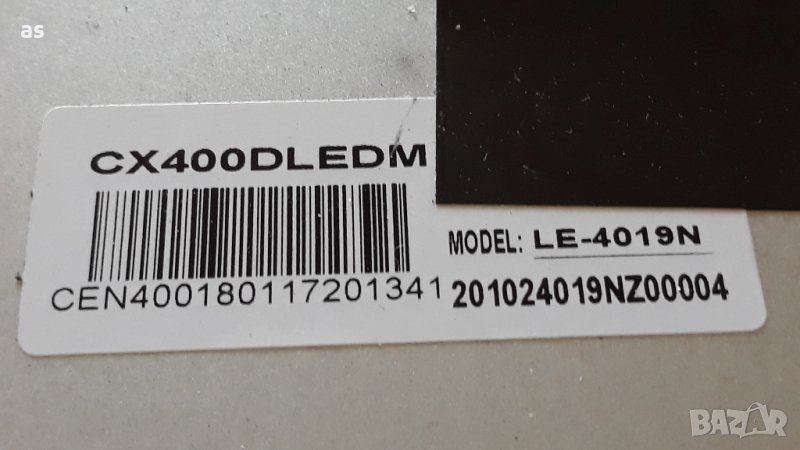 as
CX400DLEDM
MODEL: LE-4019N
CEN400180117201341
201024019NZ00004
BAZAR